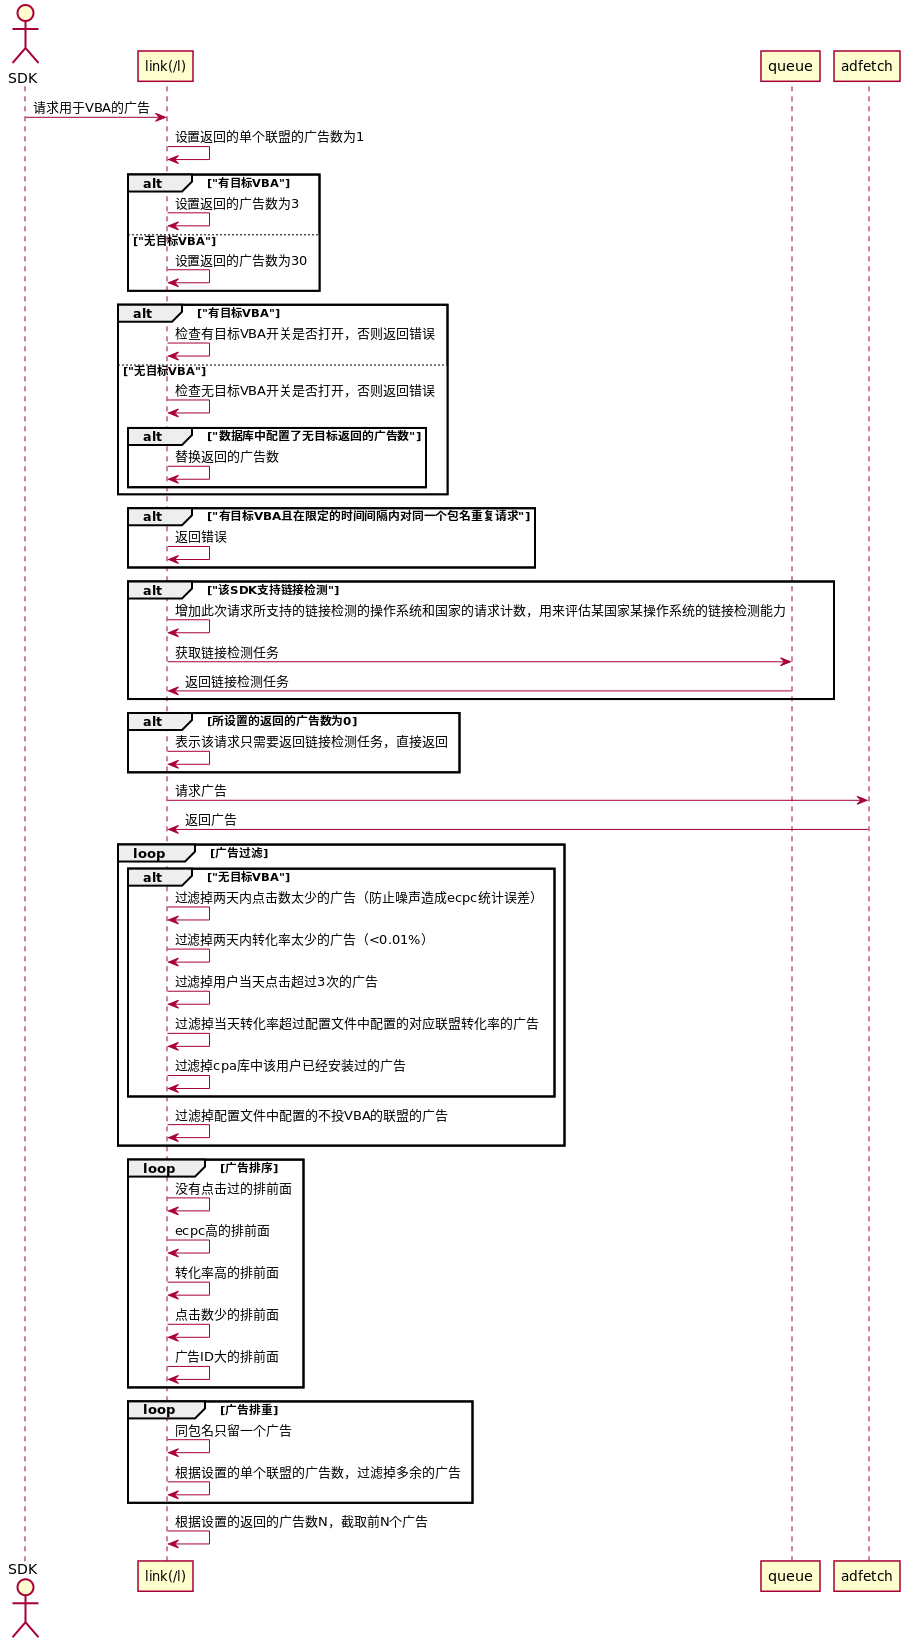 SDK
link(/l)
queue
adfetch
请求用于VBA的广告
设置返回的单个联盟的广告数为1
alt ["有目标VBA"]
设置返回的广告数为3
["无目标VBA"]
设置返回的广告数为30
alt ["有目标VBA"]
检查有目标VBA开关是否打开，否则返回错误
["无目标VBA"]
检查无目标VBA开关是否打开，否则返回错误
alt ["数据库中配置了无目标返回的广告数"]
替换返回的广告数
alt ["有目标VBA且在限定的时间间隔内对同一个包名重复请求"]
返回错误
alt ["该SDK支持链接检测"]
增加此次请求所支持的链接检测的操作系统和国家的请求计数，用来评估某国家某操作系统的链接检测能力
获取链接检测任务
返回链接检测任务
alt [所设置的返回的广告数为0]
表示该请求只需要返回链接检测任务，直接返回
请求广告
返回广告
loop [广告过滤]
alt ["无目标VBA"]
过滤掉两天内点击数太少的广告（防止噪声造成ecpc统计误差）
过滤掉两天内转化率太少的广告（<0.01%）
过滤掉用户当天点击超过3次的广告
过滤掉当天转化率超过配置文件中配置的对应联盟转化率的广告
过滤掉cpa库中该用户已经安装过的广告
过滤掉配置文件中配置的不投VBA的联盟的广告
loop [广告排序]
没有点击过的排前面
ecpc高的排前面
转化率高的排前面
点击数少的排前面
广告ID大的排前面
loop [广告排重]
同包名只留一个广告
根据设置的单个联盟的广告数，过滤掉多余的广告
根据设置的返回的广告数N，截取前N个广告
SDK
link(/l)
queue
adfetch